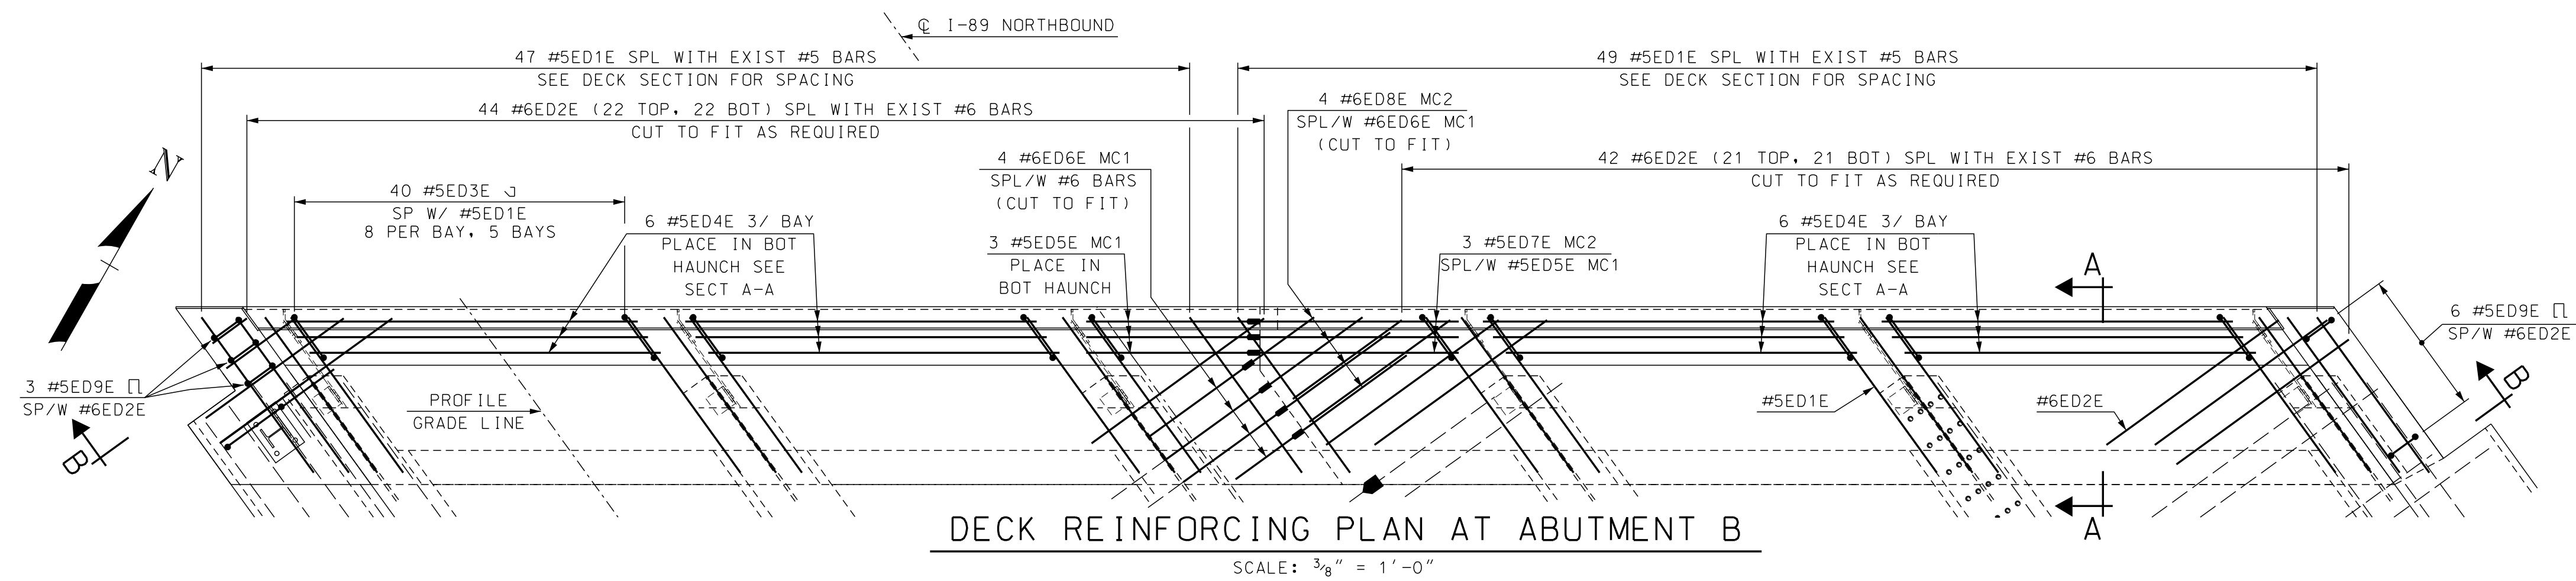 ℄ I-89 NORTHBOUND
47 #5ED1E SPL WITH EXIST #5 BARS
SEE DECK SECTION FOR SPACING
49 #5ED1E SPL WITH EXIST #5 BARS
SEE DECK SECTION FOR SPACING
44 #6ED2E (22 TOP, 22 BOT) SPL WITH EXIST #6 BARS
CUT TO FIT AS REQUIRED
4 #6ED8E MC2
SPL/W #6ED6E MC1
(CUT TO FIT)
42 #6ED2E (21 TOP, 21 BOT) SPL WITH EXIST #6 BARS
CUT TO FIT AS REQUIRED
N
40 #5ED3E
SP W/ #5ED1E
8 PER BAY, 5 BAYS
4 #6ED6E MC1
SPL/W #6 BARS
(CUT TO FIT)
6 #5ED4E 3/ BAY
PLACE IN BOT
HAUNCH SEE
SECT A-A
3 #5ED5E MC1
PLACE IN
BOT HAUNCH
3 #5ED7E MC2
SPL/W #5ED5E MC1
6 #5ED4E 3/ BAY
PLACE IN BOT
HAUNCH SEE
SECT A-A
A
6 #5ED9E
SP/W #6ED2E
3 #5ED9E
SP/W #6ED2E
PROFILE
GRADE LINE
#5ED1E
#6ED2E
B
B
A
DECK REINFORCING PLAN AT ABUTMENT B
SCALE: 3/8" = 1'-0"